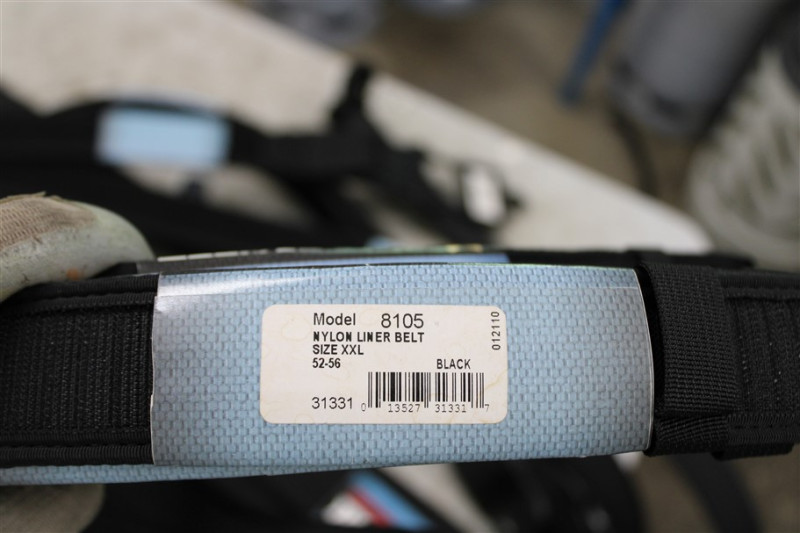 Model 8105
NYLON LINER BELT
SIZE XXL
52-56 BLACK
31331
0 13527 31331 7
012110